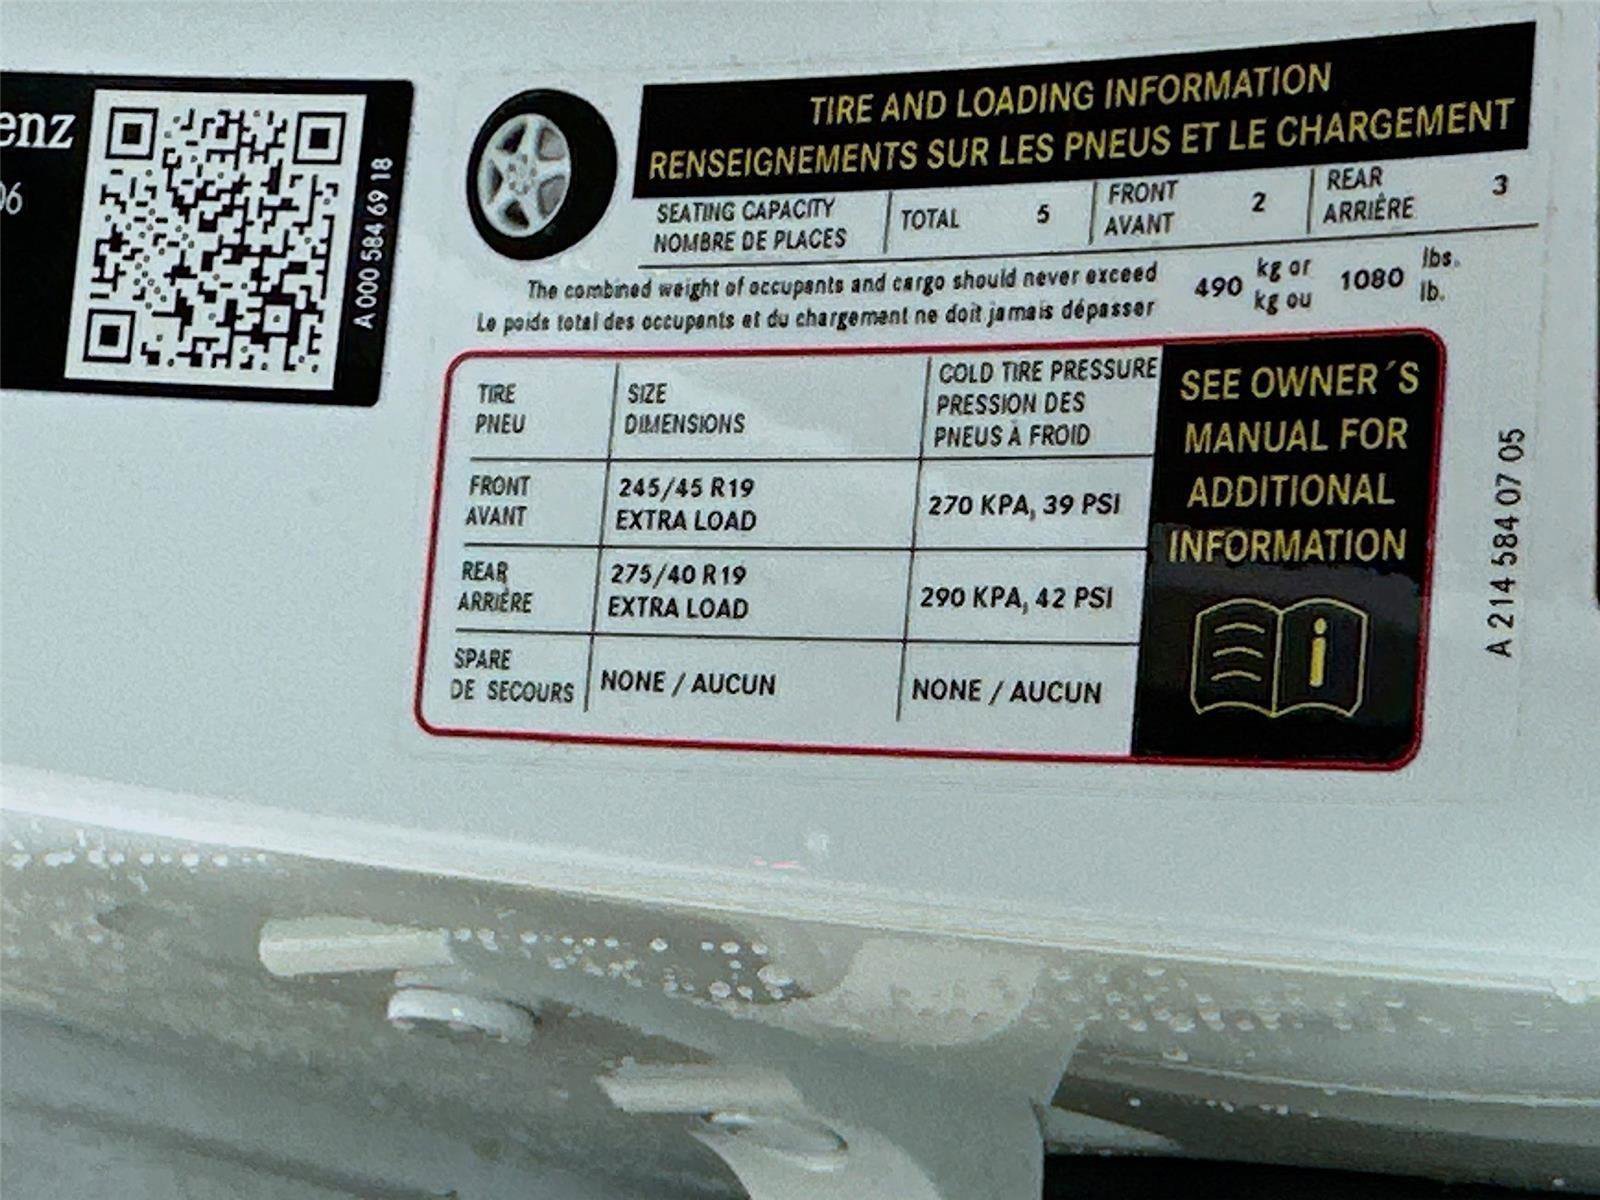 enz
06
A 000 584 69 18
TIRE AND LOADING INFORMATION
RENSEIGNEMENTS SUR LES PNEUS ET LE CHARGEMENT
SEATING CAPACITY
NOMBRE DE PLACES
TOTAL 5
FRONT
AVANT
2
REAR
ARRIÈRE
3
The combined weight of occupants and cargo should never exceed
Le poids total des occupants et du chargement ne doit jamais dépasser
490 kg or 1080 lbs.
kg ou lb.
TIRE
PNEU
SIZE
DIMENSIONS
COLD TIRE PRESSURE
PRESSION DES
PNEUS À FROID
FRONT
AVANT
245/45 R19
EXTRA LOAD
270 KPA, 39 PSI
REAR
ARRIÈRE
275/40 R19
EXTRA LOAD
290 KPA, 42 PSI
SPARE
DE SECOURS
NONE / AUCUN
NONE / AUCUN
SEE OWNER´S
MANUAL FOR
ADDITIONAL
INFORMATION
i
A 214 584 07 05